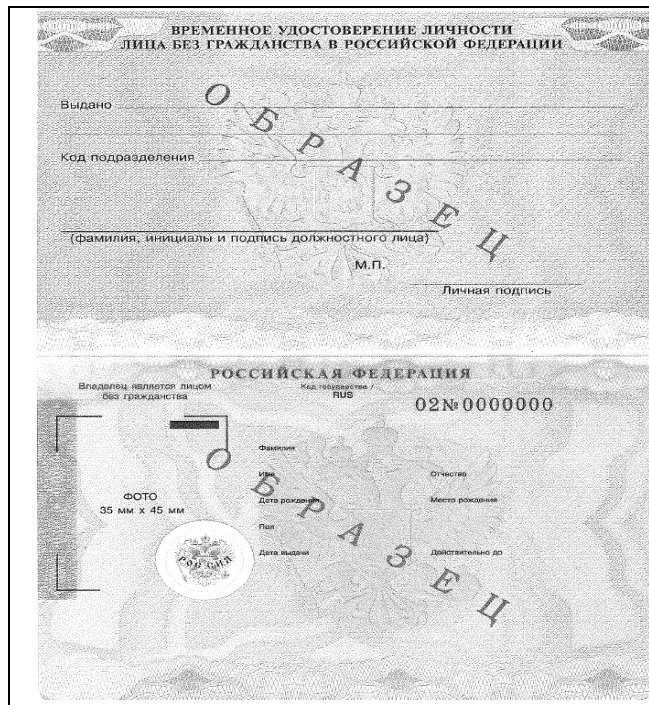 ВРЕМЕННОЕ УДОСТОВЕРЕНИЕ ЛИЧНОСТИ
ЛИЦА БЕЗ ГРАЖДАНСТВА В РОССИЙСКОЙ ФЕДЕРАЦИИ
Выдано
Код подразделения
ОБРАЗЕЦ
(фамилия, инициалы и подпись должностного лица)
М.П.
Личная подпись
РОССИЙСКАЯ ФЕДЕРАЦИЯ
Владелец является лицом
без гражданства
Код государства /
RUS
02№0000000
Фамилия
Имя
Отчество
Дата рождения
Место рождения
Пол
Дата выдачи
Действительно до
ФОТО
35 мм х 45 мм
РОССИЯ
ОБРАЗЕЦ